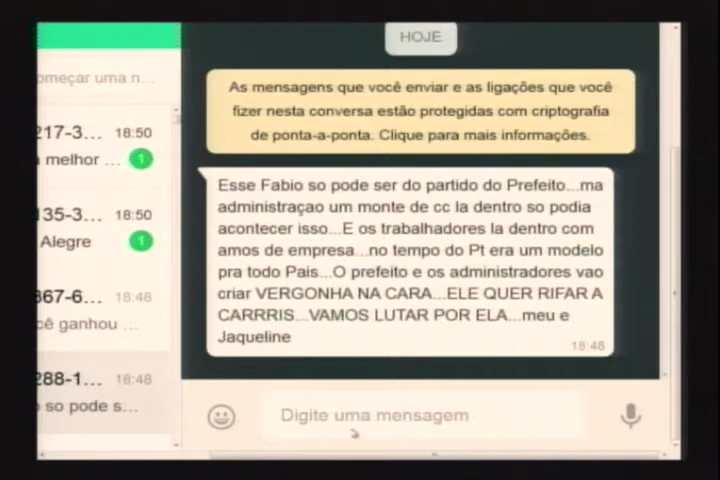 HOJE
As mensagens que você enviar e as ligações que você
fizer nesta conversa estão protegidas com criptografia
de ponta-a-ponta. Clique para mais informações.
omeçar uma n...
217-3... 18:50
melhor ... 1
135-3... 18:50
Alegre 1
367-6... 18:48
cê ganhou ...
288-1... 18:48
so pode s...
Esse Fabio so pode ser do partido do Prefeito...ma
administraçao um monte de cc la dentro so podia
acontecer isso...E os trabalhadores la dentro com
amos de empresa...no tempo do Pt era um modelo
pra todo Pais...O prefeito e os administradores vao
criar VERGONHA NA CARA...ELE QUER RIFAR A
CARRRIS...VAMOS LUTAR POR ELA...meu e
Jaqueline
18:48
Digite uma mensagem